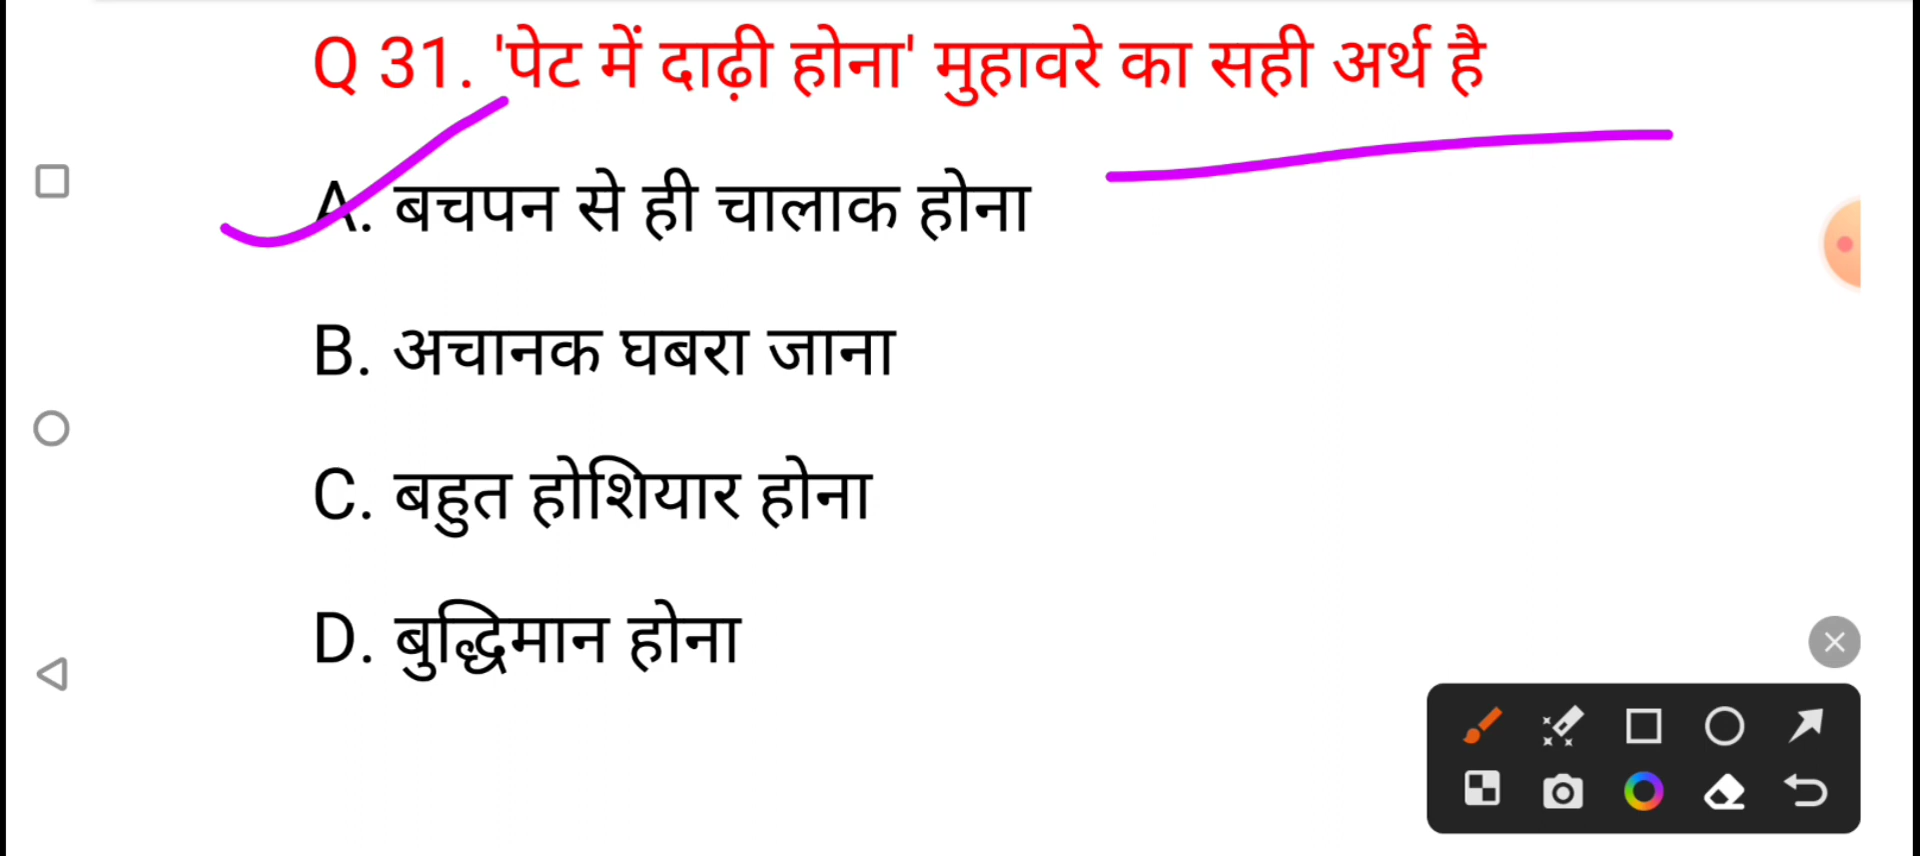 Q 31. 'पेट में दाढ़ी होना' मुहावरे का सही अर्थ है
A. बचपन से ही चालाक होना
B. अचानक घबरा जाना
C. बहुत होशियार होना
D. बुद्धिमान होना